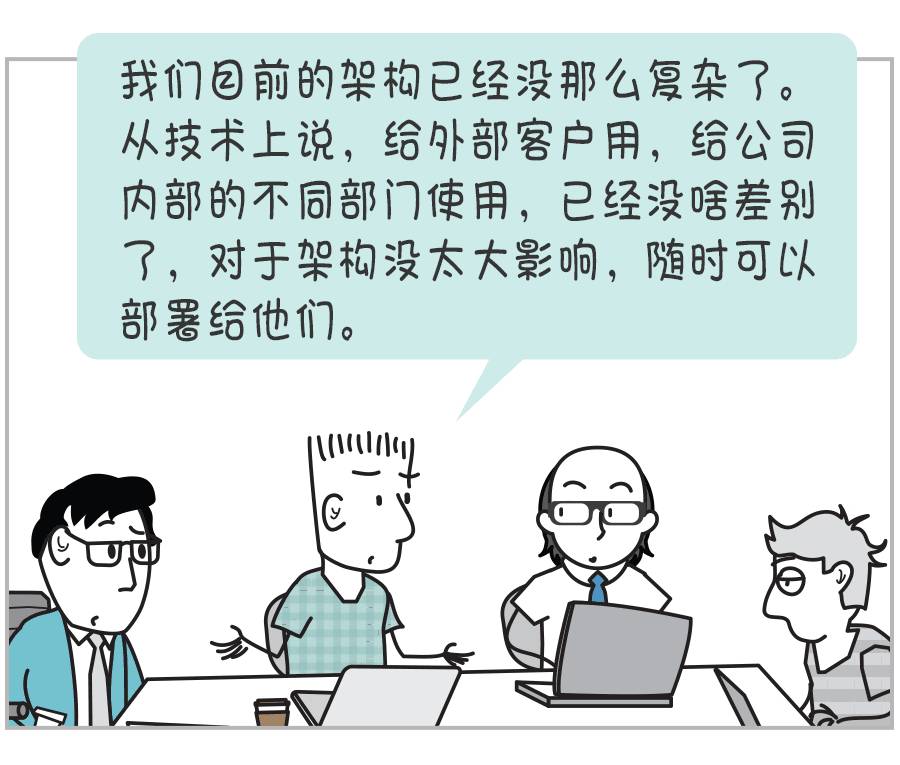 我们目前的架构已经没那么复杂了。
从技术上说，给外部客户用，给公司
内部的不同部门使用，已经没啥差别
了，对于架构没太大影响，随时可以
部署给他们。